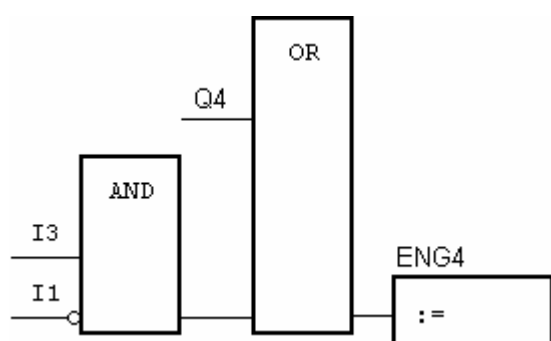 OR
Q4
AND
I3
ENG4
I1
:=